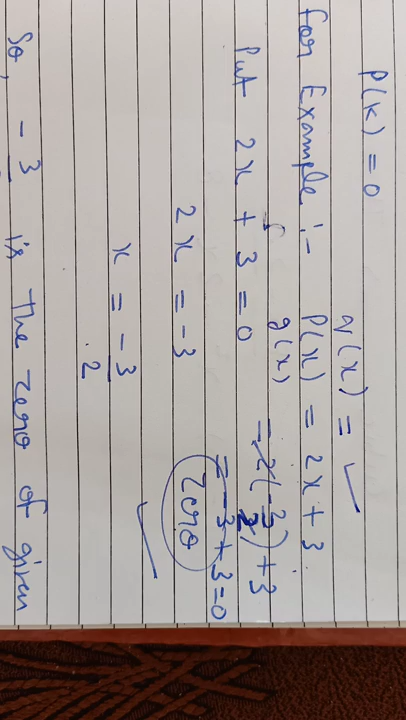 P(K) = 0
q(x) = ✓
for Example :- P(x) = 2x + 3
g(x)
Put 2x + 3 = 0
= 2(-3/2) + 3
= -3 + 3 = 0
2x = -3
Zero
x = -3/2 ✓
So, -3 is the zero of given